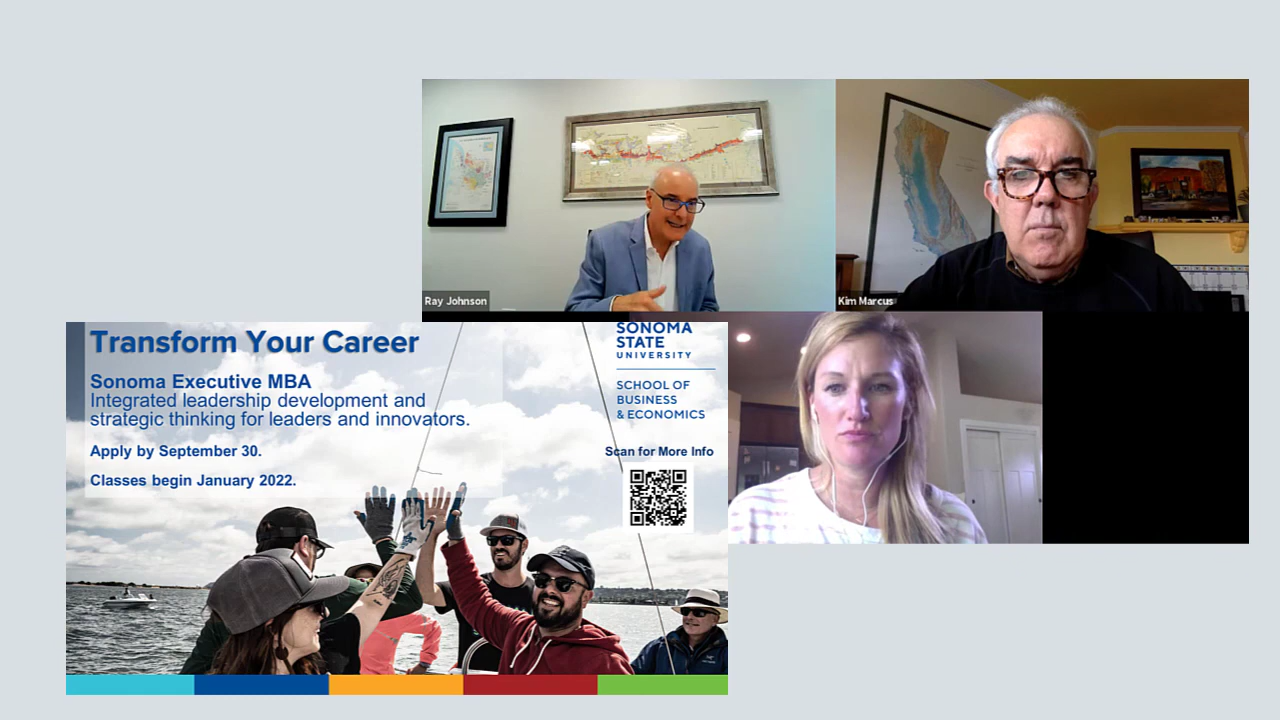 Ray Johnson
Kim Marcus
Transform Your Career
Sonoma Executive MBA
Integrated leadership development and
strategic thinking for leaders and innovators.
Apply by September 30.
Classes begin January 2022.
SONOMA
STATE
UNIVERSITY
SCHOOL OF
BUSINESS
& ECONOMICS
Scan for More Info